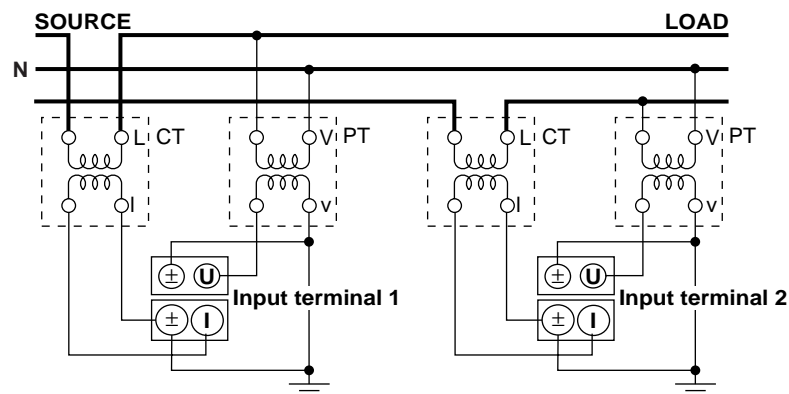 SOURCE LOAD
N
L CT V PT L CT V PT
l v l v
± U ± U
Input terminal 1 Input terminal 2
± I ± I